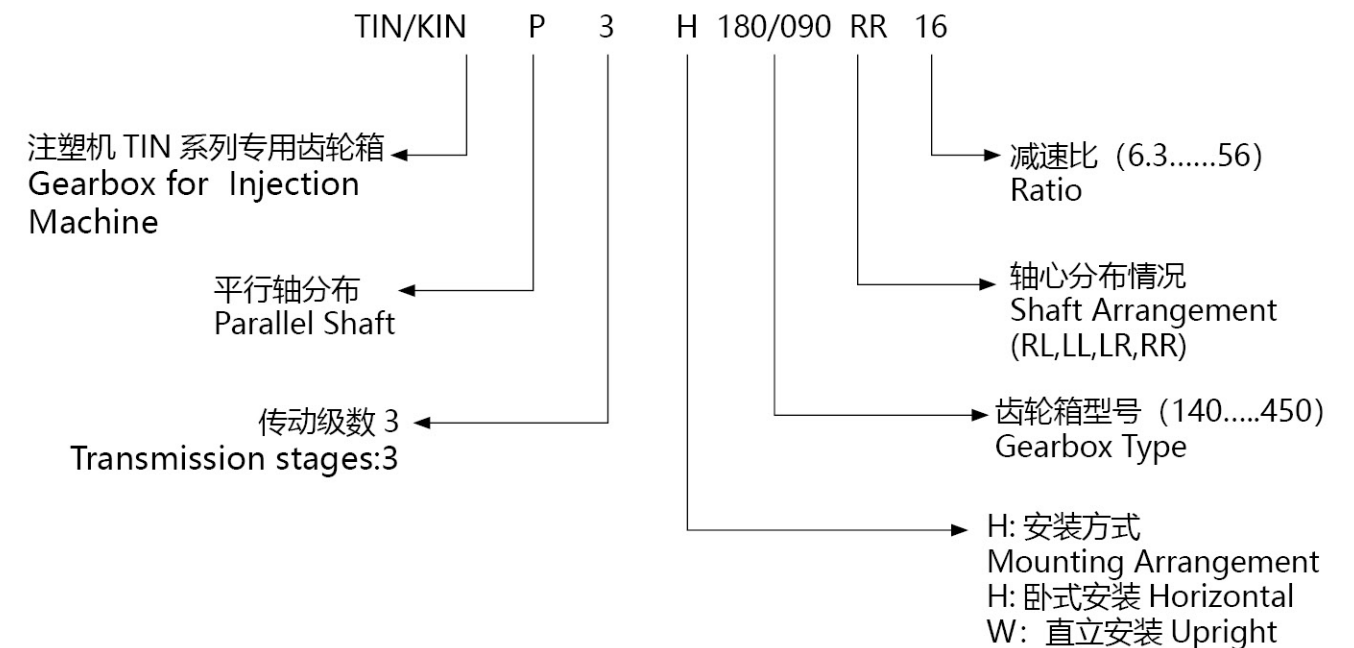 TIN/KIN P 3 H 180/090 RR 16
注塑机 TIN 系列专用齿轮箱
Gearbox for Injection
Machine
平行轴分布
Parallel Shaft
传动级数 3
Transmission stages:3
减速比（6.3......56）
Ratio
轴心分布情况
Shaft Arrangement
(RL,LL,LR,RR)
齿轮箱型号（140.....450）
Gearbox Type
H: 安装方式
Mounting Arrangement
H: 卧式安装 Horizontal
W：直立安装 Upright